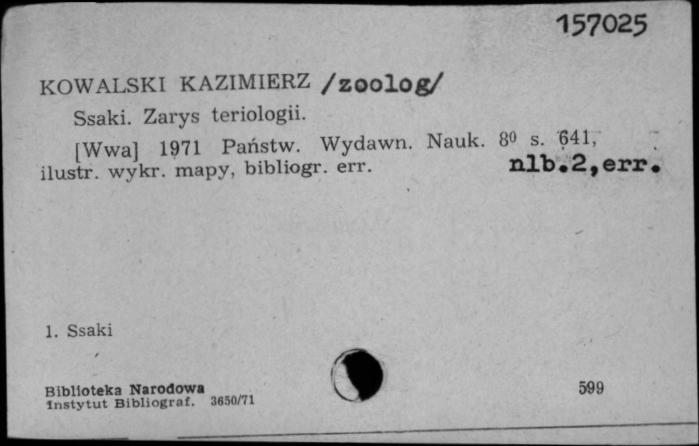 157025
KOWALSKI KAZIMIERZ /zoolog/
Ssaki. Zarys teriologii.
[Wwa] 1971 Państw. Wydawn. Nauk. 8⁰ s. 641,
ilustr. wykr. mapy, bibliogr. err. nlb.2,err.
1. Ssaki
Biblioteka Narodowa 599
Instytut Bibliograf. 3650/71